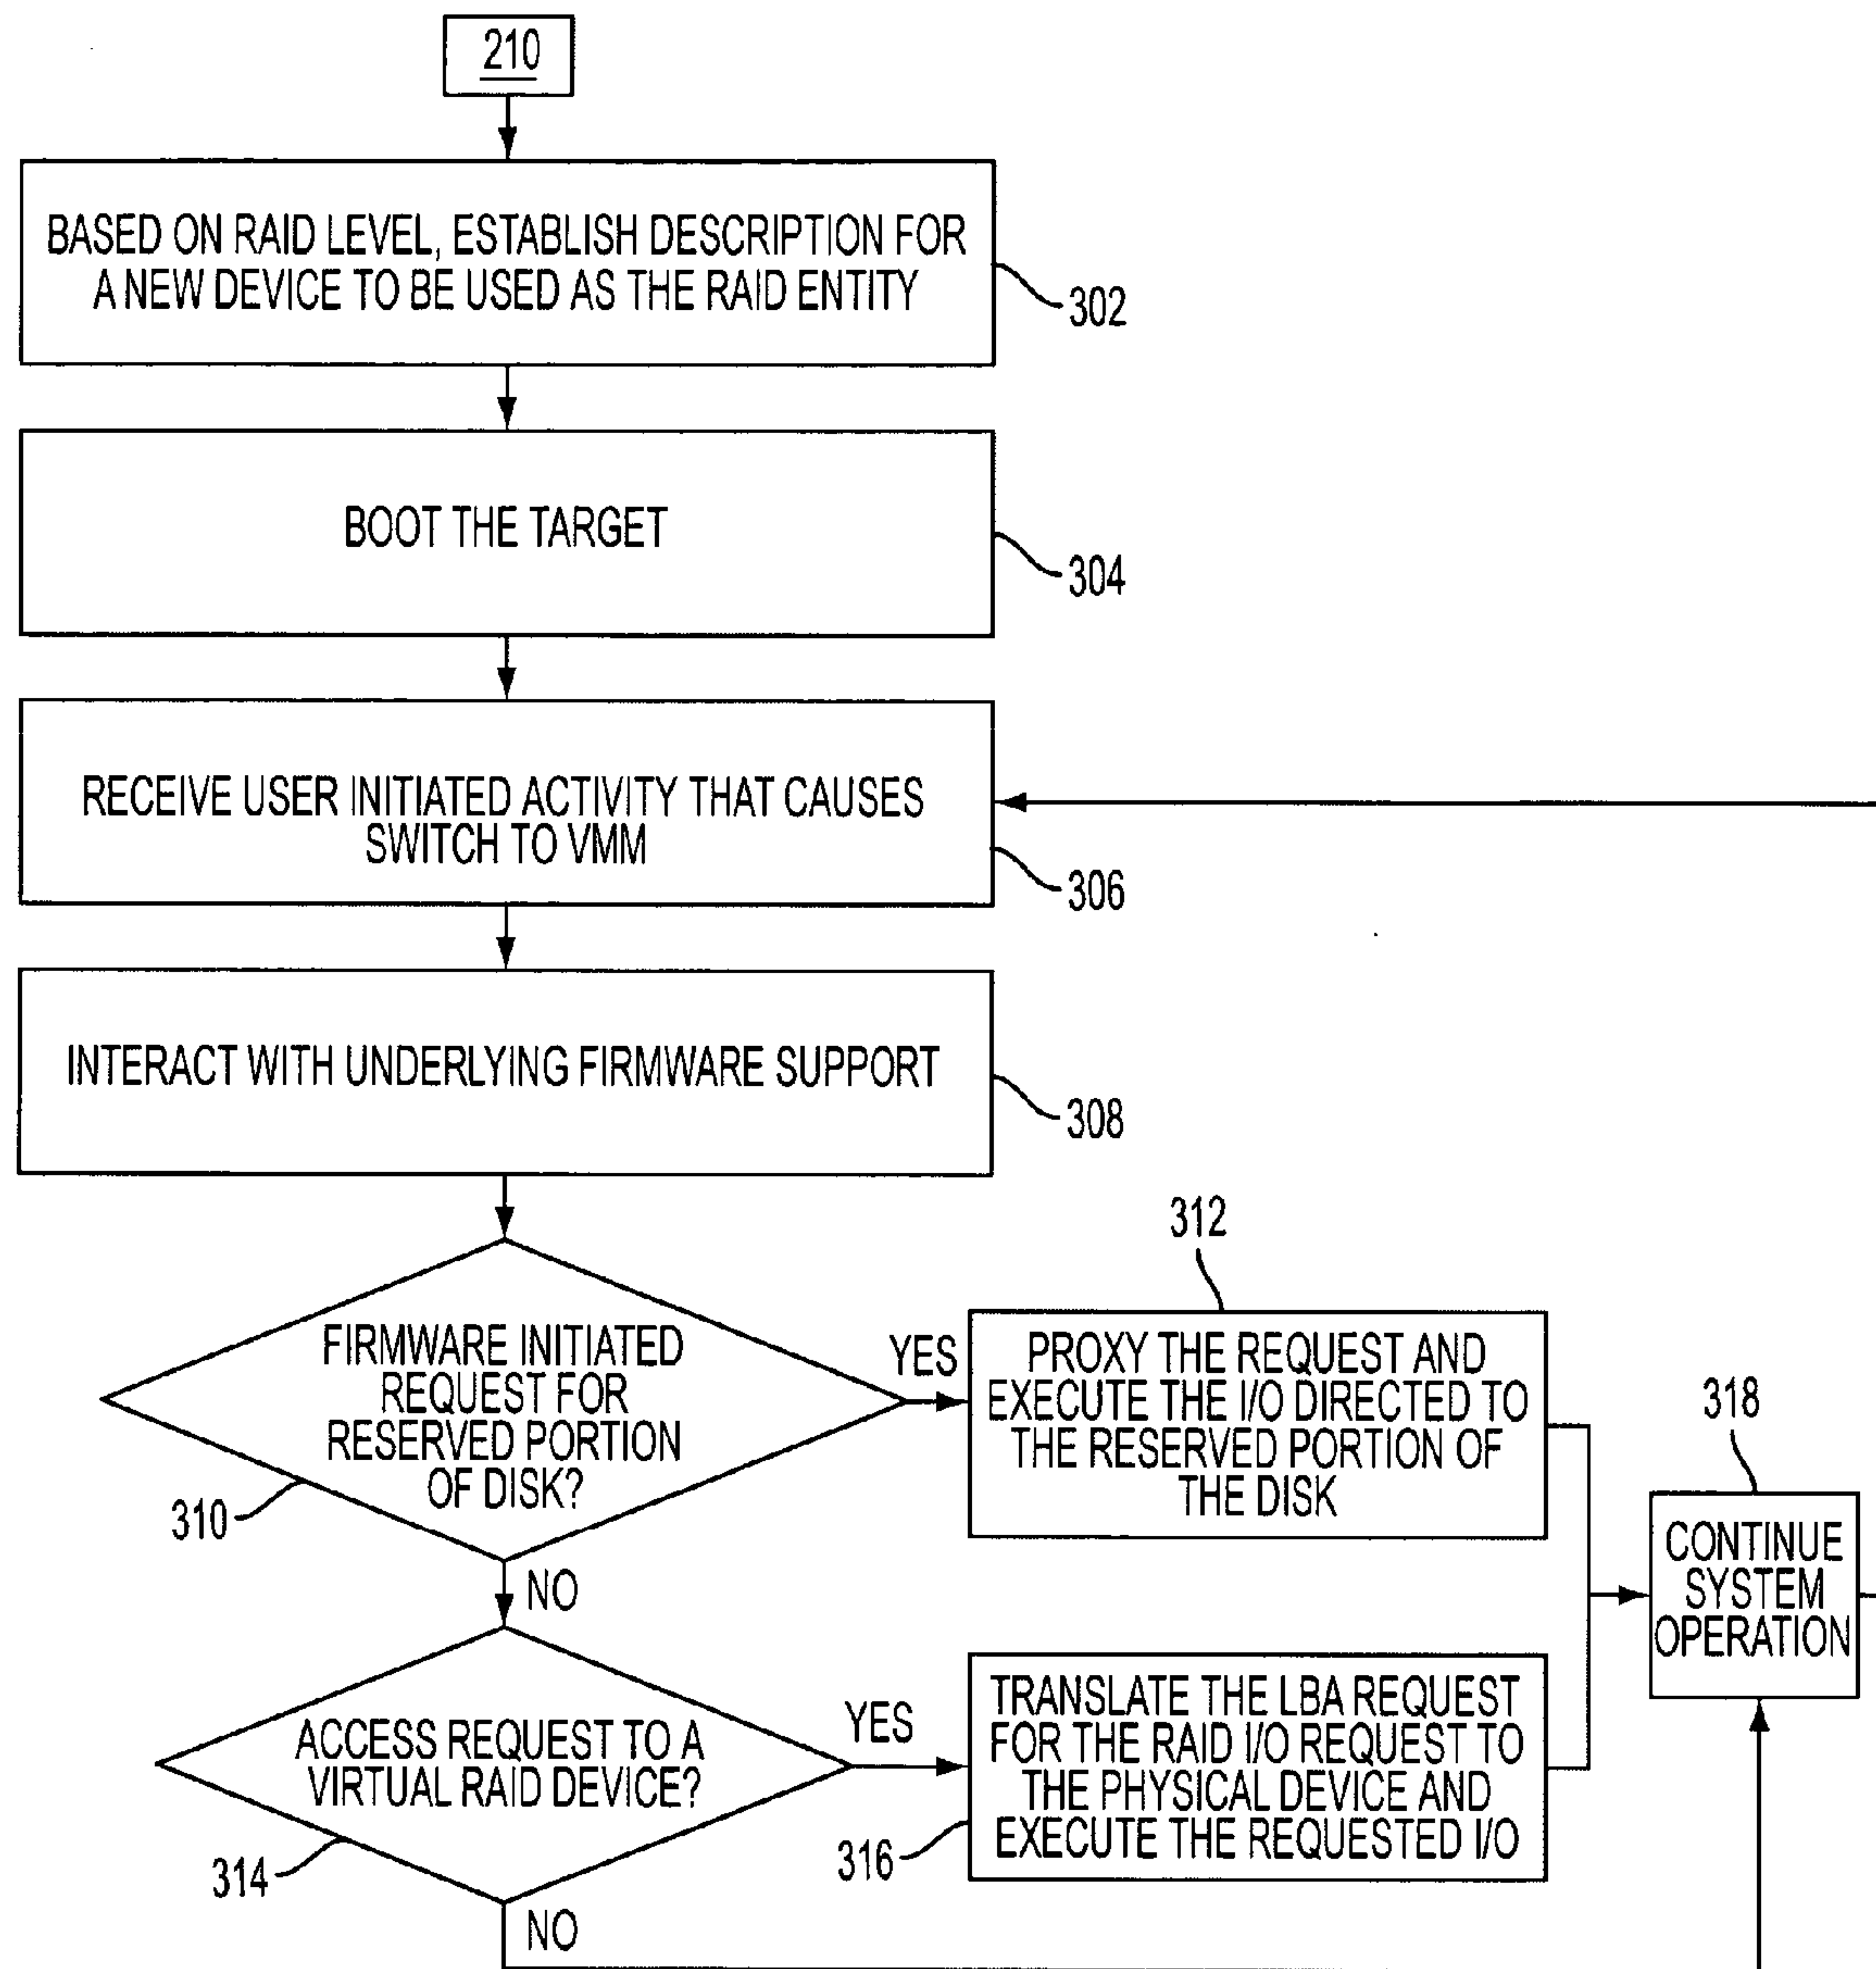 210
BASED ON RAID LEVEL, ESTABLISH DESCRIPTION FOR
A NEW DEVICE TO BE USED AS THE RAID ENTITY
302
BOOT THE TARGET
304
RECEIVE USER INITIATED ACTIVITY THAT CAUSES
SWITCH TO VMM
306
INTERACT WITH UNDERLYING FIRMWARE SUPPORT
308
FIRMWARE INITIATED
REQUEST FOR
RESERVED PORTION
OF DISK?
310
YES
312
PROXY THE REQUEST AND
EXECUTE THE I/O DIRECTED TO
THE RESERVED PORTION OF
THE DISK
NO
ACCESS REQUEST TO A
VIRTUAL RAID DEVICE?
314
YES
TRANSLATE THE LBA REQUEST
FOR THE RAID I/O REQUEST TO
THE PHYSICAL DEVICE AND
EXECUTE THE REQUESTED I/O
316
318
CONTINUE
SYSTEM
OPERATION
NO